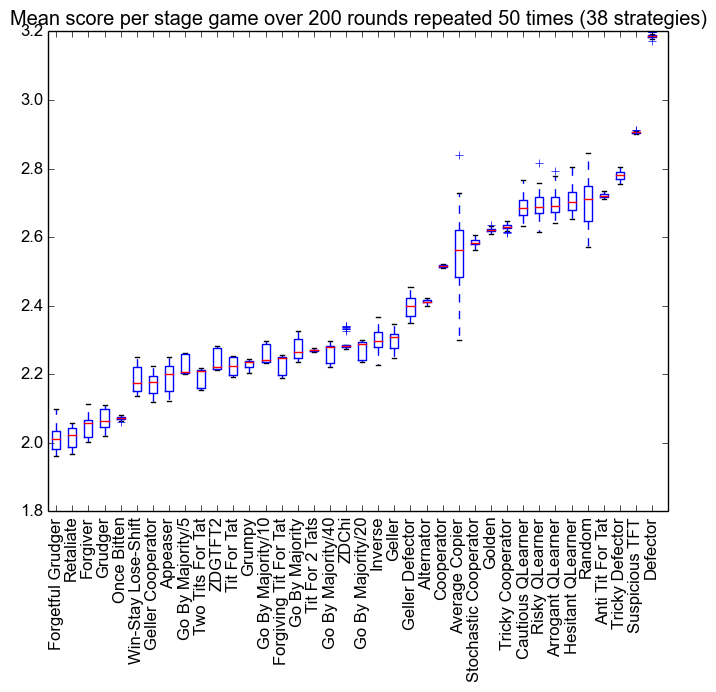 Mean score per stage game over 200 rounds repeated 50 times (38 strategies)
3.2
3.0
2.8
2.6
2.4
2.2
2.0
1.8
Forgetful Grudger
Retaliate
Forgiver
Grudger
Once Bitten
Win-Stay Lose-Shift
Geller Cooperator
Appeaser
Go By Majority/5
Two Tits For Tat
ZDGTFT2
Tit For Tat
Grumpy
Go By Majority/10
Forgiving Tit For Tat
Go By Majority
Tit For 2 Tats
Go By Majority/40
ZDChi
Go By Majority/20
Inverse
Geller
Geller Defector
Alternator
Cooperator
Average Copier
Stochastic Cooperator
Golden
Tricky Cooperator
Cautious QLearner
Risky QLearner
Arrogant QLearner
Hesitant QLearner
Random
Anti Tit For Tat
Tricky Defector
Suspicious TFT
Defector